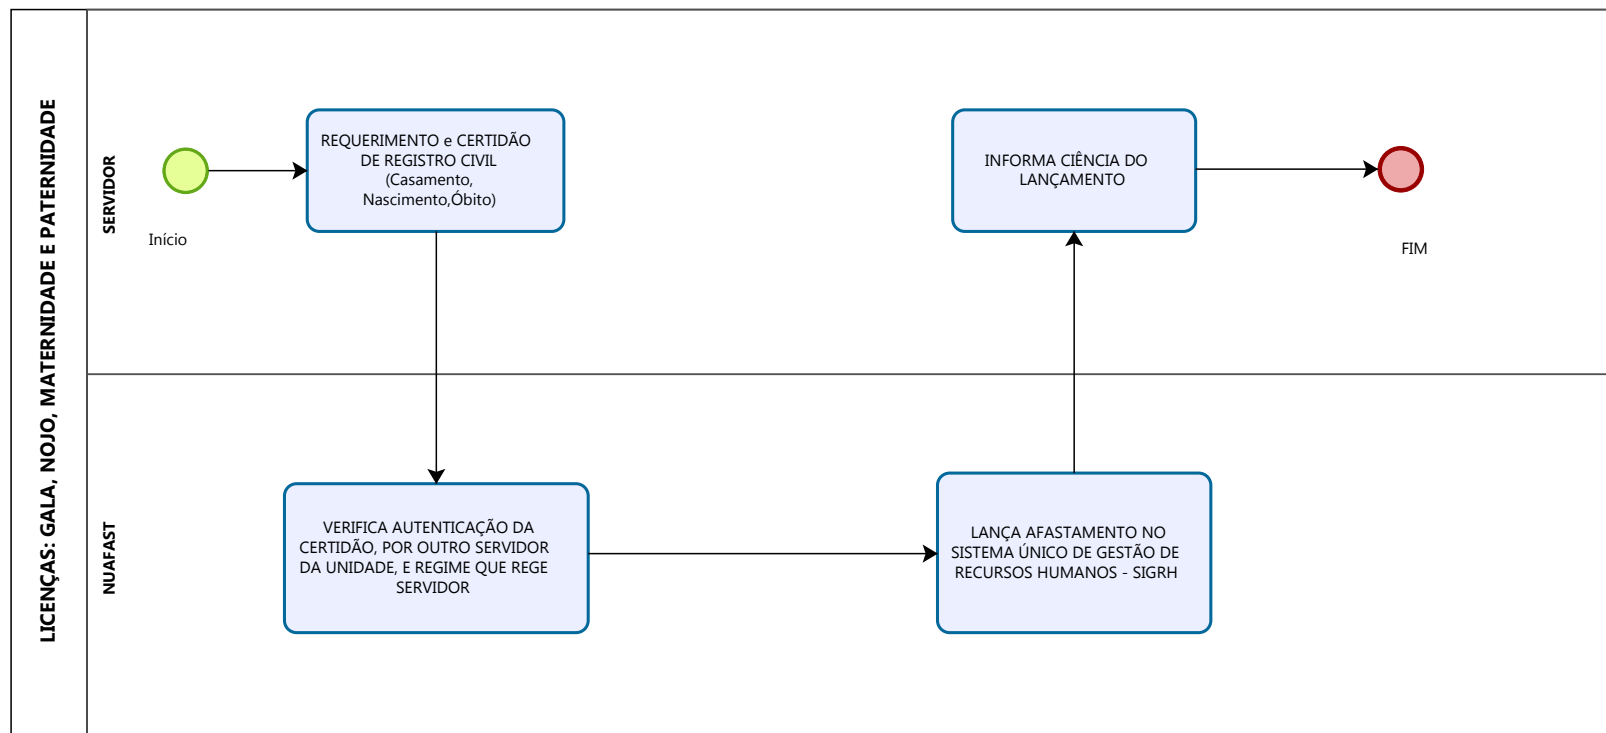 LICENÇAS: GALA, NOJO, MATERNIDADE E PATERNIDADE
SERVIDOR
Início
REQUERIMENTO e CERTIDÃO
DE REGISTRO CIVIL
(Casamento,
Nascimento,Óbito)
INFORMA CIÊNCIA DO
LANÇAMENTO
FIM
NUAFAST
VERIFICA AUTENTICAÇÃO DA
CERTIDÃO, POR OUTRO SERVIDOR
DA UNIDADE, E REGIME QUE REGE
SERVIDOR
LANÇA AFASTAMENTO NO
SISTEMA ÚNICO DE GESTÃO DE
RECURSOS HUMANOS - SIGRH